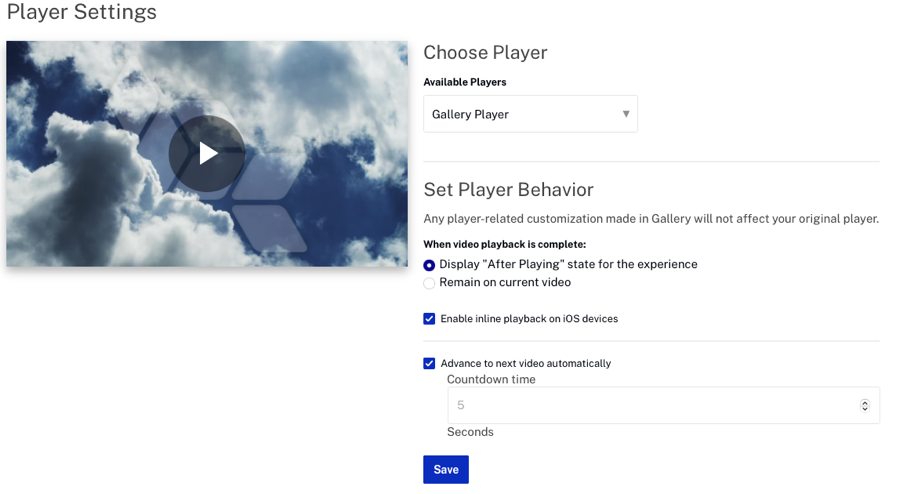 Player Settings
Choose Player
Available Players
Gallery Player
Set Player Behavior
Any player-related customization made in Gallery will not affect your original player.
When video playback is complete:
Display "After Playing" state for the experience
Remain on current video
Enable inline playback on iOS devices
Advance to next video automatically
Countdown time
5
Seconds
Save